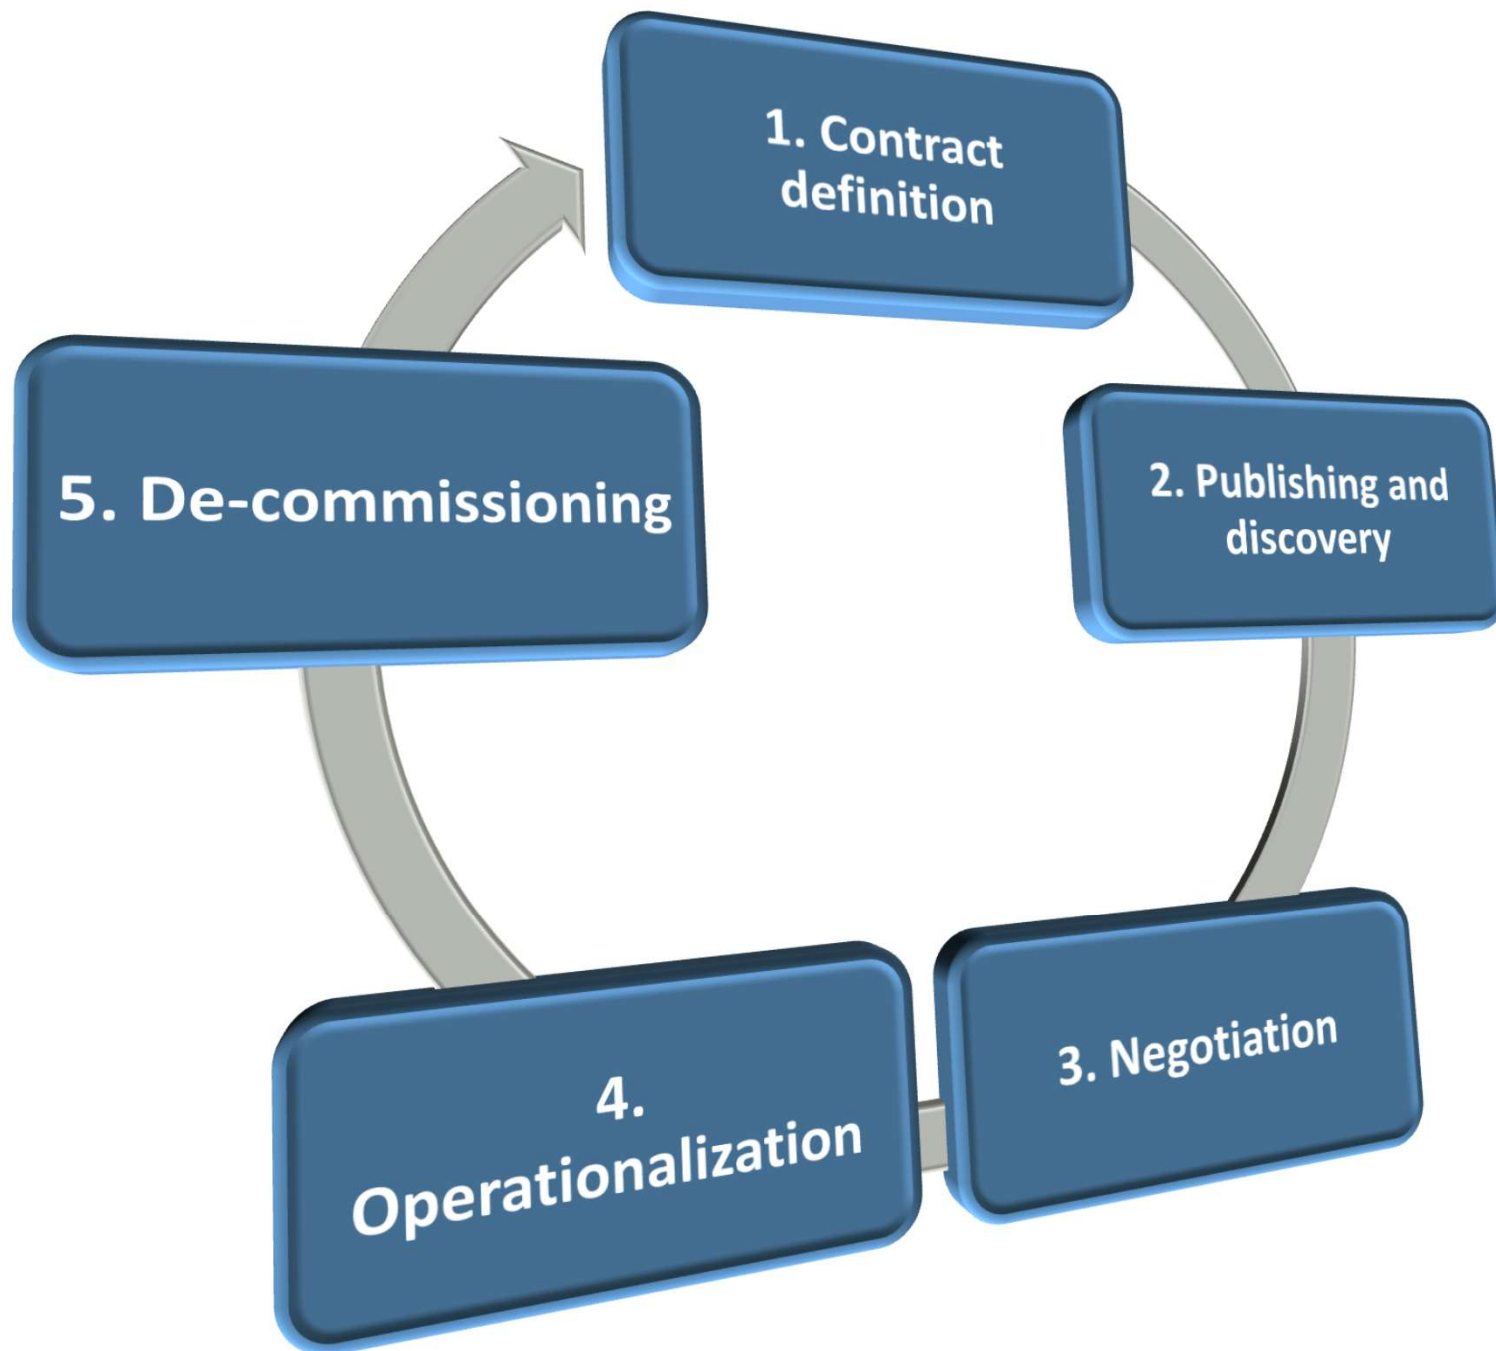 1. Contract
definition
2. Publishing and
discovery
3. Negotiation
4.
Operationalization
5. De-commissioning